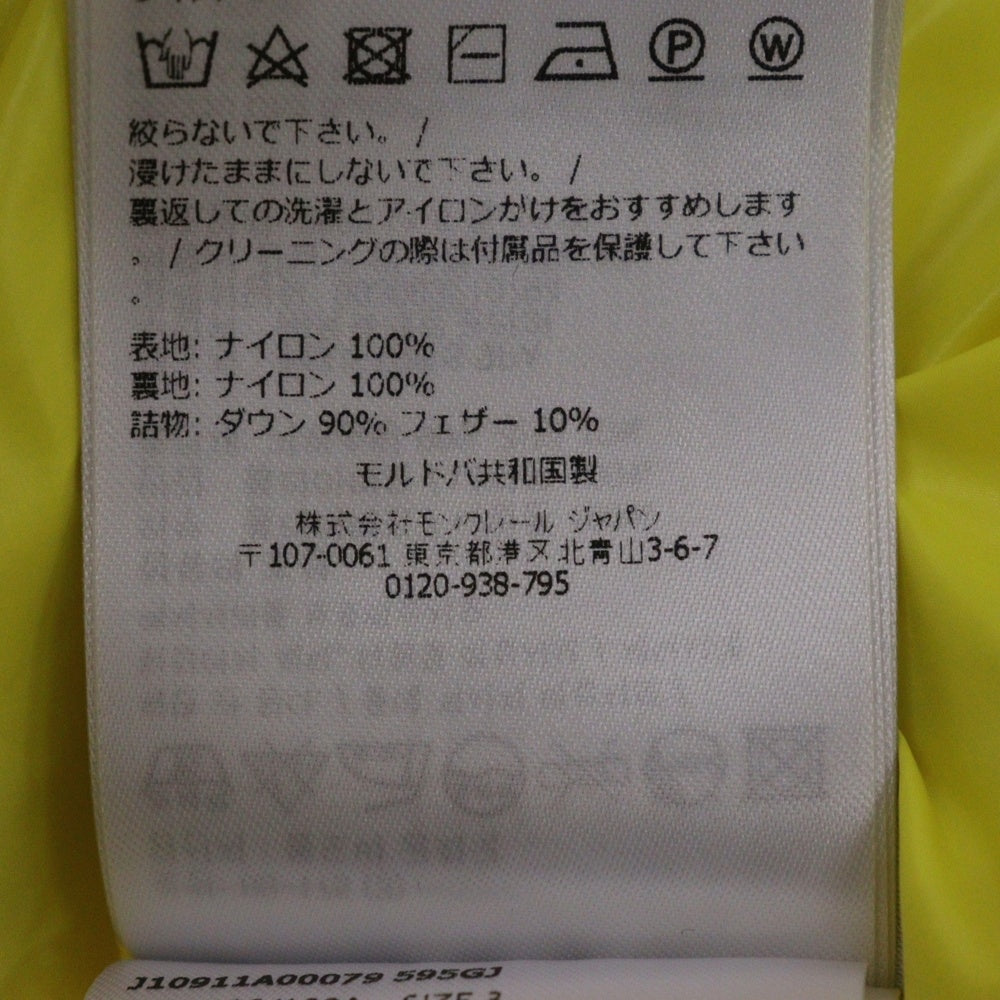 P W
絞らないで下さい。 /
浸けたままにしないで下さい。 /
裏返しての洗濯とアイロンがけをおすすめします
。 / クリーニングの際は付属品を保護して下さい
。
表地: ナイロン 100%
裏地: ナイロン 100%
詰物: ダウン 90% フェザー 10%
モルドバ共和国製
株式会社モンクレール ジャパン
〒107-0061 東京都港区北青山3-6-7
0120-938-795
J10911A00079 595GJ
SIZE 3